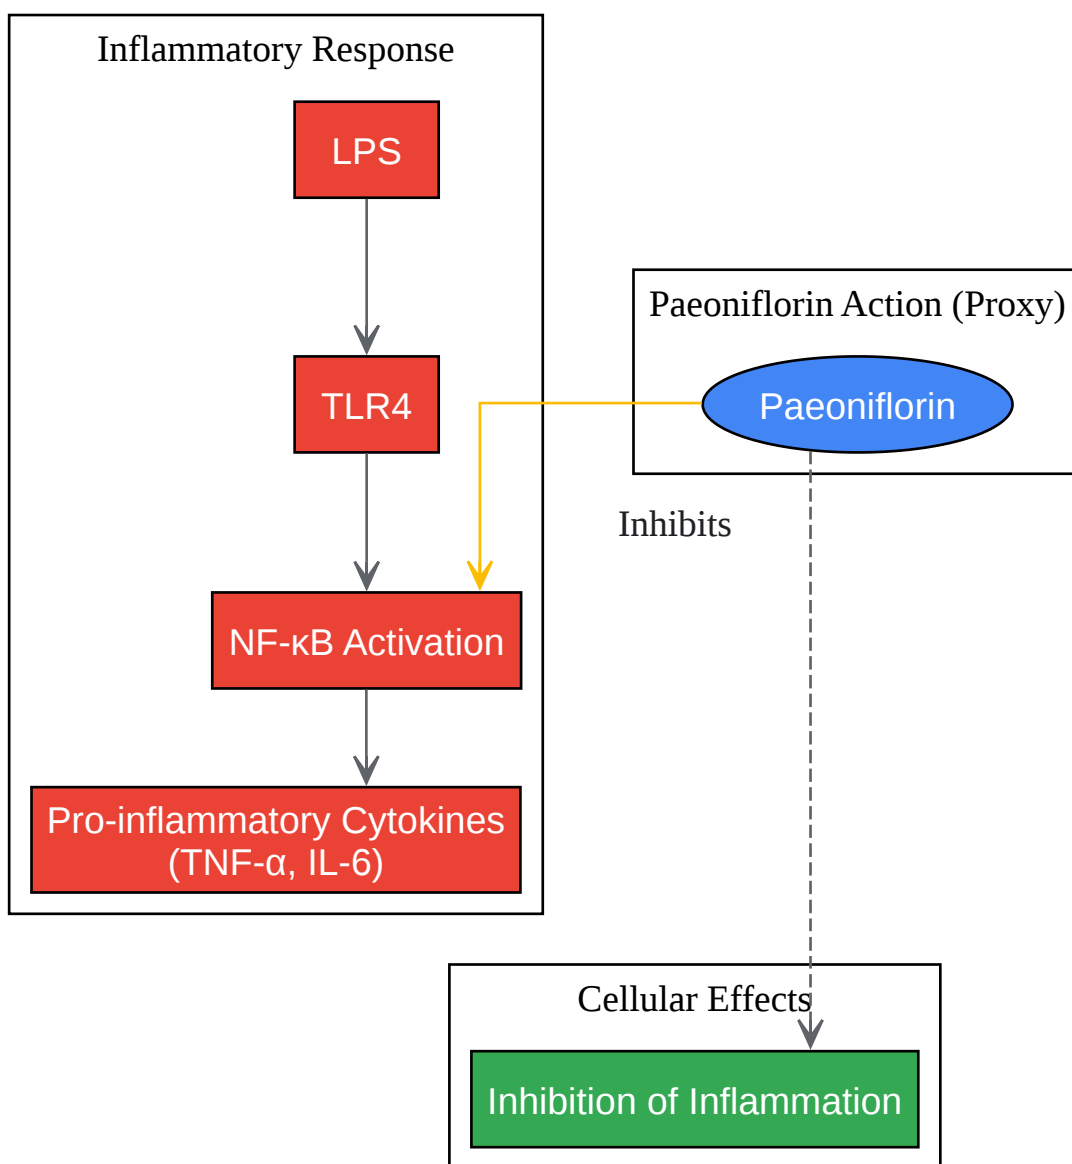 Inflammatory Response
LPS
Paeoniflorin Action (Proxy)
TLR4
Paeoniflorin
Inhibits
NF-κB Activation
Pro-inflammatory Cytokines
(TNF-α, IL-6)
Cellular Effects
Inhibition of Inflammation